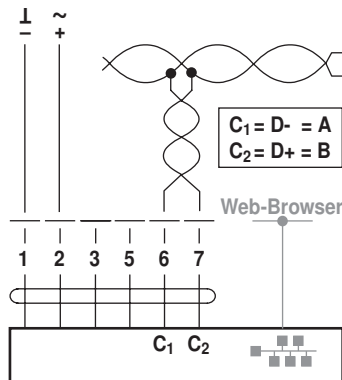 ⊥ ~
− +
C₁ = D- = A
C₂ = D+ = B
Web-Browser
1 2 3 5 6 7
C₁ C₂